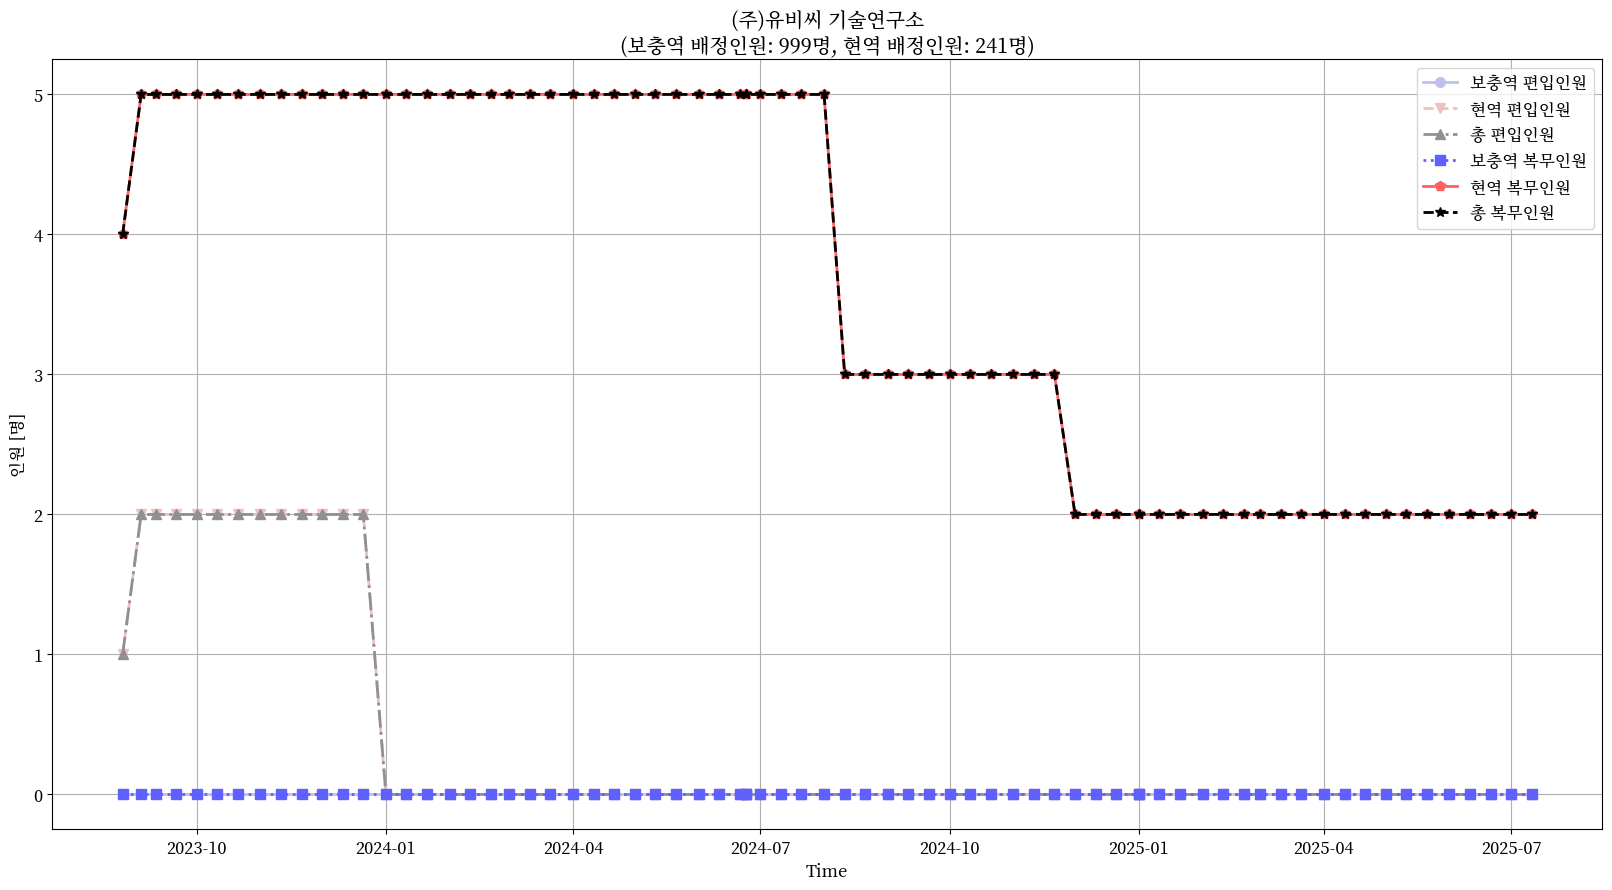 (주)유비씨 기술연구소
(보충역 배정인원: 999명, 현역 배정인원: 241명)
보충역 편입인원
현역 편입인원
총 편입인원
보충역 복무인원
현역 복무인원
총 복무인원
인원 [명]
5
4
3
2
1
0
2023-10
2024-01
2024-04
2024-07
2024-10
2025-01
2025-04
2025-07
Time